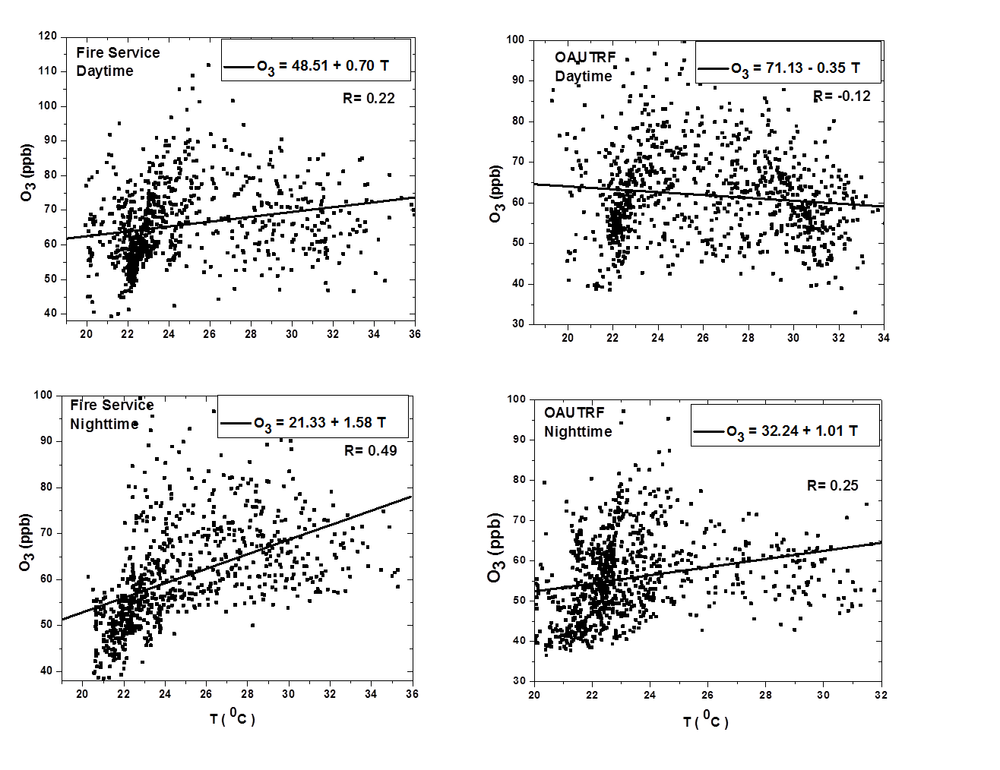 Fire Service
Daytime
O3 = 48.51 + 0.70 T
R= 0.22
O3 (ppb)
120
110
100
90
80
70
60
50
40
20 22 24 26 28 30 32 34 36
OAUTRF
Daytime
O3 = 71.13 - 0.35 T
R= -0.12
O3 (ppb)
100
90
80
70
60
50
40
30
20 22 24 26 28 30 32 34
Fire Service
Nighttime
O3 = 21.33 + 1.58 T
R= 0.49
O3 (ppb)
100
90
80
70
60
50
40
20 22 24 26 28 30 32 34 36
T ( 0C )
OAUTRF
Nighttime
O3 = 32.24 + 1.01 T
R= 0.25
O3 (ppb)
100
90
80
70
60
50
40
30
20 22 24 26 28 30 32
T ( 0C )